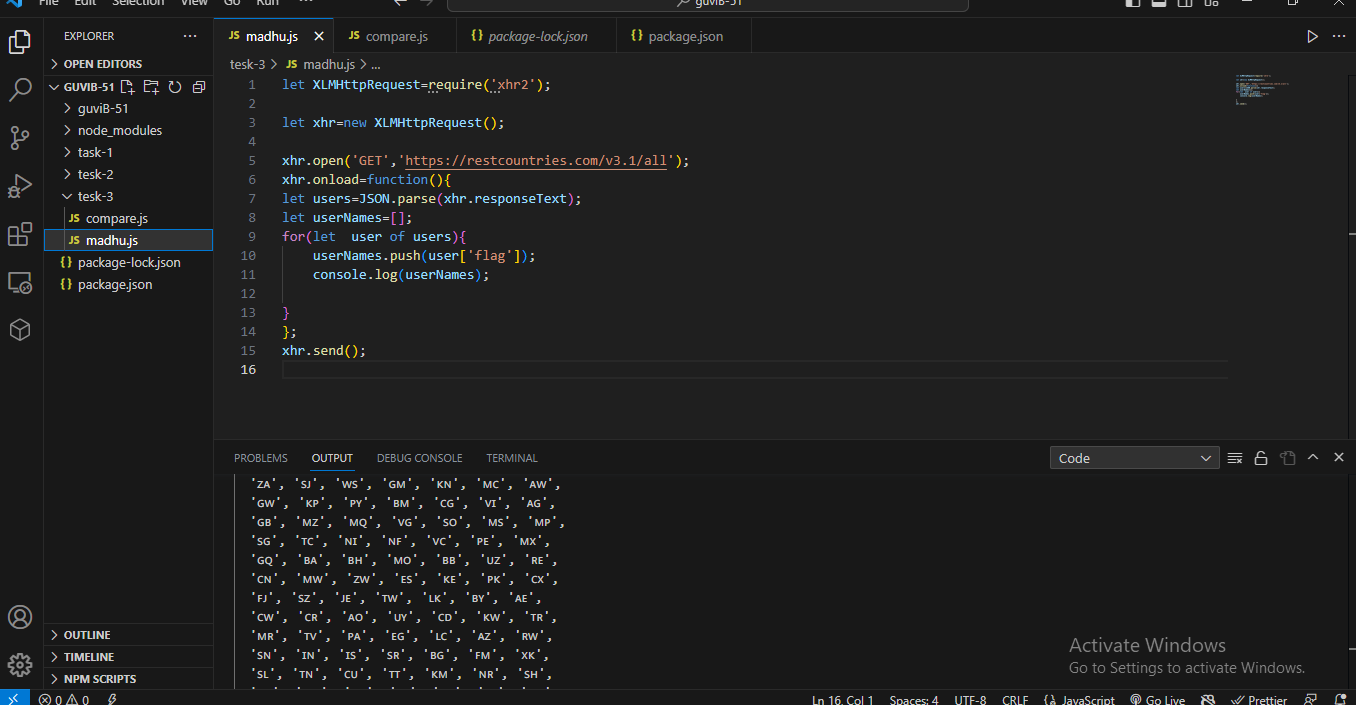 File Edit Selection View Go Run ... guviB-51
EXPLORER ...
JS madhu.js × JS compare.js {} package-lock.json {} package.json
OPEN EDITORS
GUVIB-51
guviB-51
node_modules
task-1
tesk-2
tesk-3
JS compare.js
JS madhu.js
{} package-lock.json
{} package.json
OUTLINE
TIMELINE
NPM SCRIPTS
tesk-3 > JS madhu.js > ...
1 let XLMHttpRequest=require('xhr2');
2
3 let xhr=new XLMHttpRequest();
4
5 xhr.open('GET','https://restcountries.com/v3.1/all');
6 xhr.onload=function(){
7 let users=JSON.parse(xhr.responseText);
8 let userNames=[];
9 for(let  user of users){
10     userNames.push(user['flag']);
11     console.log(userNames);
12
13 }
14 };
15 xhr.send();
16
PROBLEMS OUTPUT DEBUG CONSOLE TERMINAL Code
'ZA', 'SJ', 'WS', 'GM', 'KN', 'MC', 'AW',
'GW', 'KP', 'PY', 'BM', 'CG', 'VI', 'AG',
'GB', 'MZ', 'MQ', 'VG', 'SO', 'MS', 'MP',
'SG', 'TC', 'NI', 'NF', 'VC', 'PE', 'MX',
'GQ', 'BA', 'BH', 'MO', 'BB', 'UZ', 'RE',
'CN', 'MW', 'ZW', 'ES', 'KE', 'PK', 'CX',
'FJ', 'SZ', 'JE', 'TW', 'LK', 'BY', 'AE',
'CW', 'CR', 'AO', 'UY', 'CD', 'KW', 'TR',
'MR', 'TV', 'PA', 'EG', 'LC', 'AZ', 'RW',
'SN', 'IN', 'IS', 'SR', 'BG', 'FM', 'XK',
'SL', 'TN', 'CU', 'TT', 'KM', 'NR', 'SH',
Activate Windows
Go to Settings to activate Windows.
0 0 Ln 16, Col 1 Spaces: 4 UTF-8 CRLF {} JavaScript Go Live Prettier